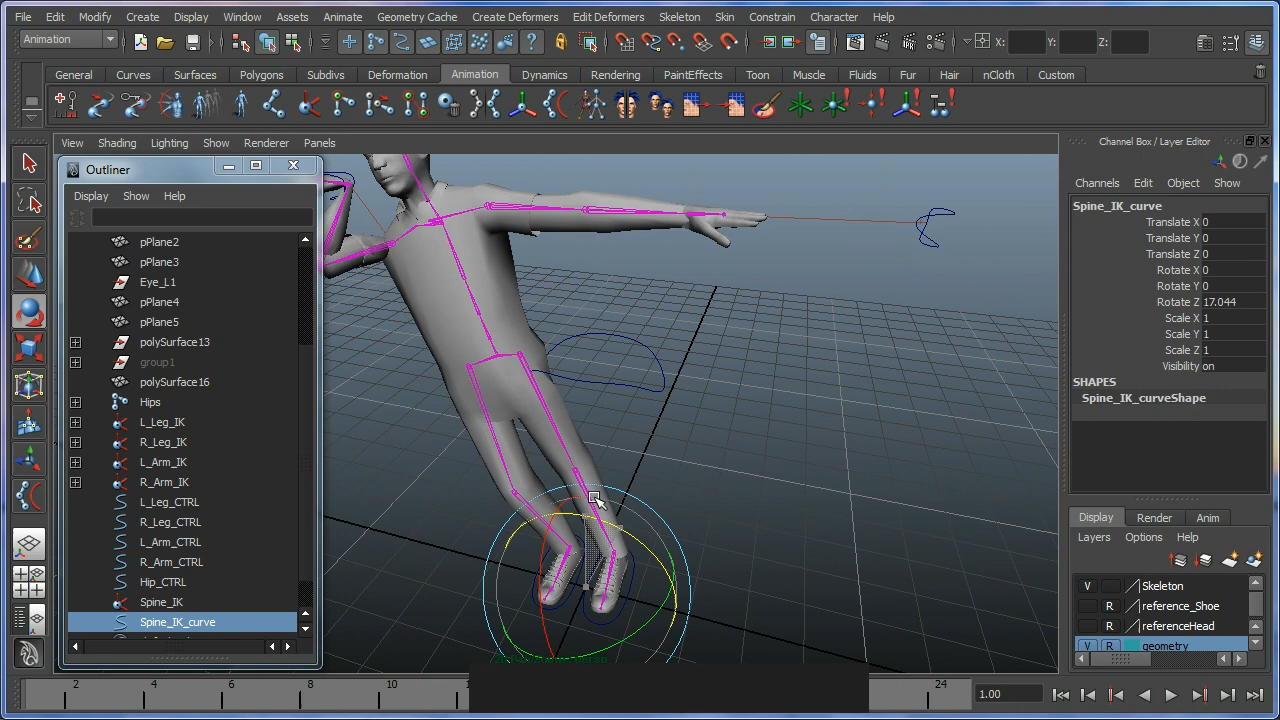 File Edit Modify Create Display Window Assets Animate Geometry Cache Create Deformers Edit Deformers Skeleton Skin Constrain Character Help
Animation X: Y: Z:
General Curves Surfaces Polygons Subdivs Deformation Animation Dynamics Rendering PaintEffects Toon Muscle Fluids Fur Hair nCloth Custom
View Shading Lighting Show Renderer Panels
Outliner
Display Show Help
pPlane2
pPlane3
Eye_L1
pPlane4
pPlane5
polySurface13
group1
polySurface16
Hips
L_Leg_IK
R_Leg_IK
L_Arm_IK
R_Arm_IK
L_Leg_CTRL
R_Leg_CTRL
L_Arm_CTRL
R_Arm_CTRL
Hip_CTRL
Spine_IK
Spine_IK_curve
Channel Box / Layer Editor
Channels Edit Object Show
Spine_IK_curve
Translate X 0
Translate Y 0
Translate Z 0
Rotate X 0
Rotate Y 0
Rotate Z 17.044
Scale X 1
Scale Y 1
Scale Z 1
Visibility on
SHAPES
Spine_IK_curveShape
Display Render Anim
Layers Options Help
V Skeleton
R reference_Shoe
R referenceHead
V R geometry
2 4 6 8 10 24
1.00